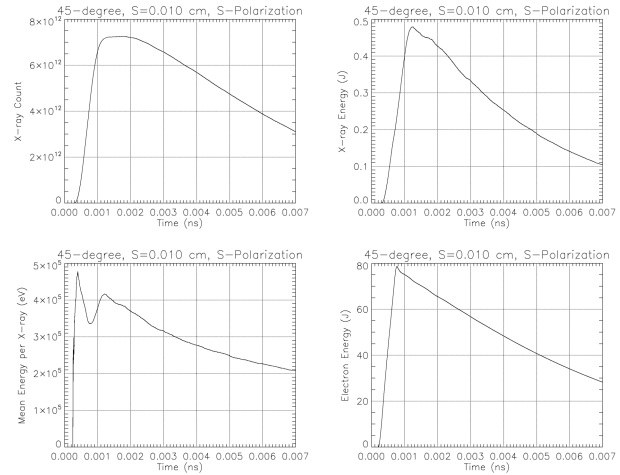 45-degree, S=0.010 cm, S-Polarization
8×10¹²
6×10¹²
4×10¹²
2×10¹²
0
X-ray Count
0.000 0.001 0.002 0.003 0.004 0.005 0.006 0.007
Time (ns)
45-degree, S=0.010 cm, S-Polarization
0.5
0.4
0.3
0.2
0.1
0
X-ray Energy (J)
0.000 0.001 0.002 0.003 0.004 0.005 0.006 0.007
Time (ns)
45-degree, S=0.010 cm, S-Polarization
5×10⁵
4×10⁵
3×10⁵
2×10⁵
1×10⁵
0
Mean Energy per X-ray (eV)
0.000 0.001 0.002 0.003 0.004 0.005 0.006 0.007
Time (ns)
45-degree, S=0.010 cm, S-Polarization
80
60
40
20
0
Electron Energy (J)
0.000 0.001 0.002 0.003 0.004 0.005 0.006 0.007
Time (ns)